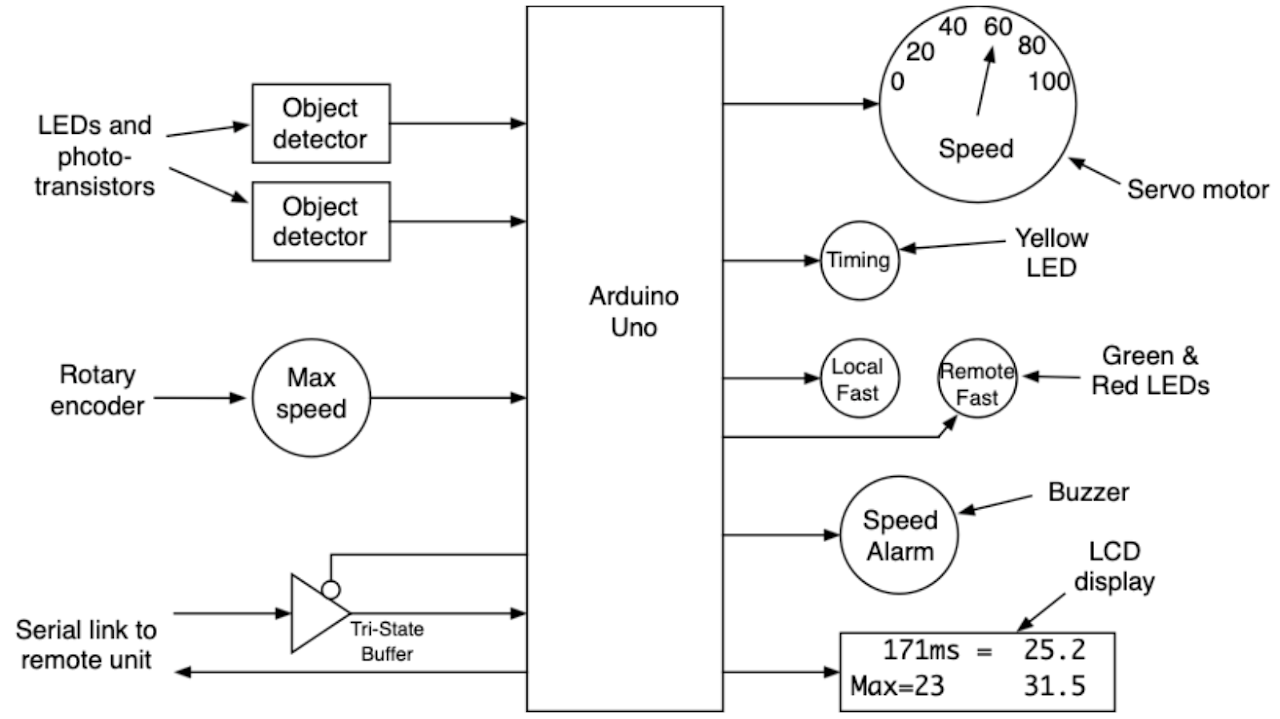 LEDs and
photo-
transistors
Object
detector
Object
detector
Rotary
encoder
Max
speed
Serial link to
remote unit
Tri-State
Buffer
Arduino
Uno
0
20
40
60
80
100
Speed
Servo motor
Timing
Yellow
LED
Local
Fast
Remote
Fast
Green &
Red LEDs
Speed
Alarm
Buzzer
LCD
display
171ms = 25.2
Max=23 31.5